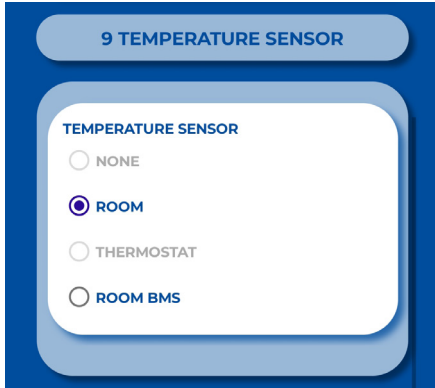 9 TEMPERATURE SENSOR
TEMPERATURE SENSOR
NONE
ROOM
THERMOSTAT
ROOM BMS